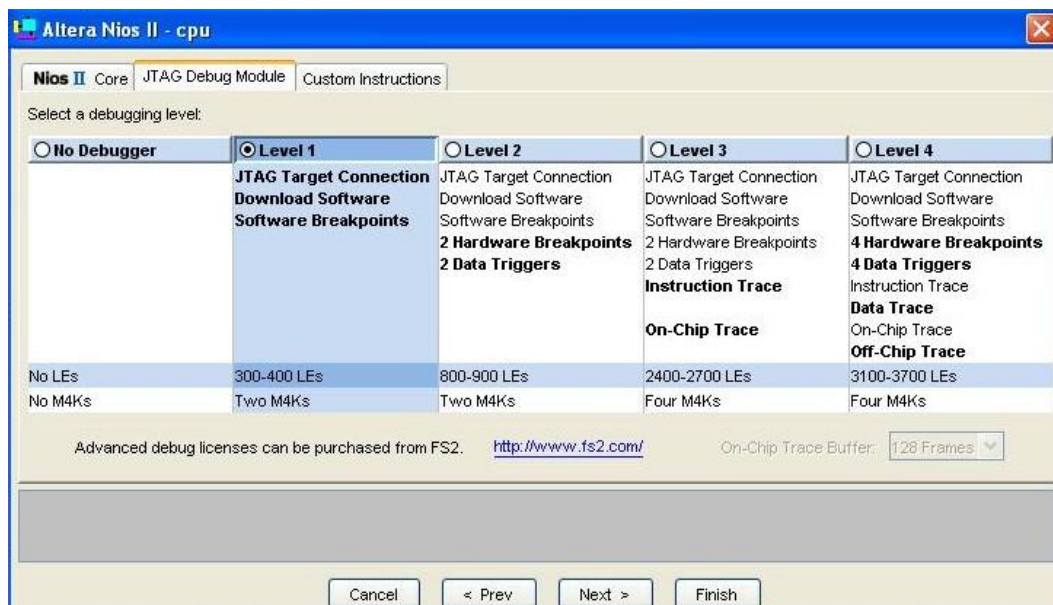 Altera Nios II - cpu
Nios II Core JTAG Debug Module Custom Instructions
Select a debugging level:
No Debugger Level 1 Level 2 Level 3 Level 4
JTAG Target Connection JTAG Target Connection JTAG Target Connection JTAG Target Connection
Download Software Download Software Download Software Download Software
Software Breakpoints Software Breakpoints Software Breakpoints Software Breakpoints
2 Hardware Breakpoints 2 Hardware Breakpoints 4 Hardware Breakpoints
2 Data Triggers 2 Data Triggers 4 Data Triggers
Instruction Trace Instruction Trace
Data Trace
On-Chip Trace On-Chip Trace
Off-Chip Trace
No LEs 300-400 LEs 800-900 LEs 2400-2700 LEs 3100-3700 LEs
No M4Ks Two M4Ks Two M4Ks Four M4Ks Four M4Ks
Advanced debug licenses can be purchased from FS2. http://www.fs2.com/ On-Chip Trace Buffer: 128 Frames
Cancel < Prev Next > Finish